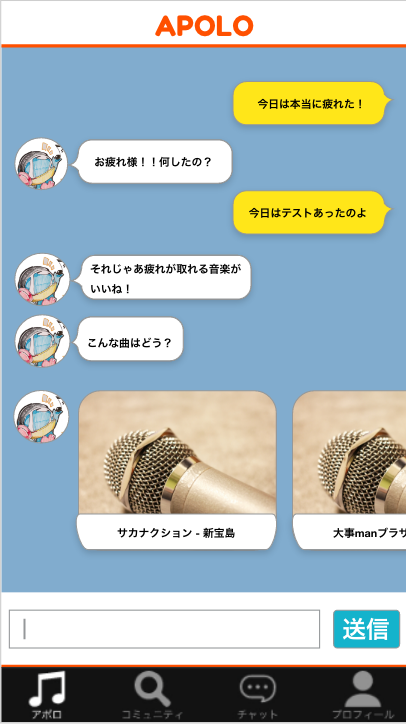 APOLO
今日は本当に疲れた！
お疲れ様！！何したの？
今日はテストあったのよ
それじゃあ疲れが取れる音楽が
いいね！
こんな曲はどう？
サカナクション - 新宝島
大事manブラザ
送信
アポロ
コミュニティ
チャット
プロフィール